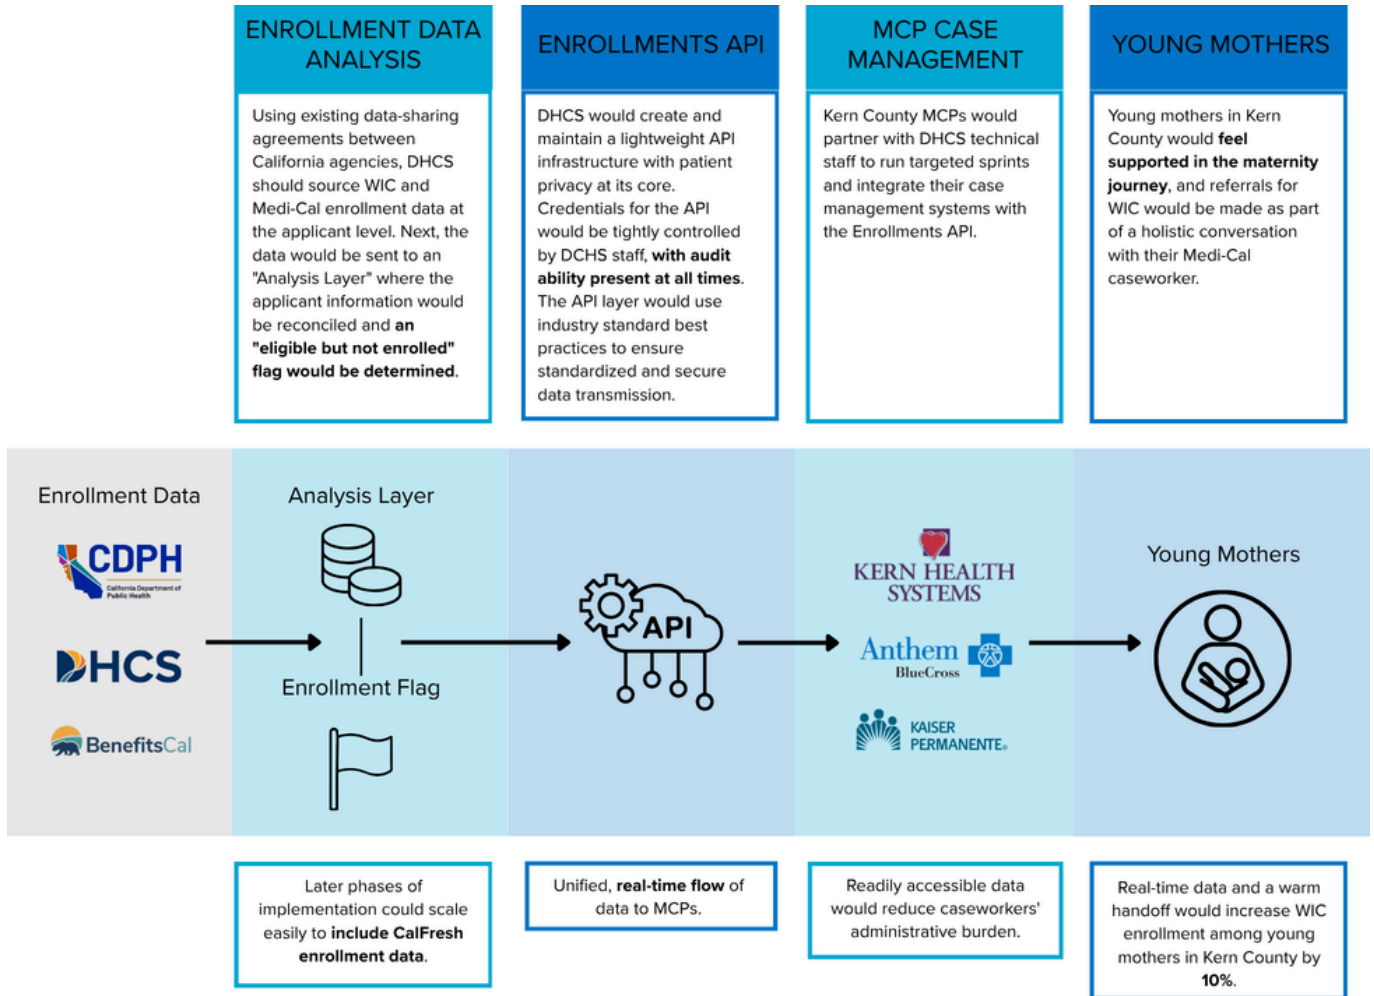 ENROLLMENT DATA
ANALYSIS
Using existing data-sharing
agreements between
California agencies, DHCS
should source WIC and
Medi-Cal enrollment data at
the applicant level. Next, the
data would be sent to an
"Analysis Layer" where the
applicant information would
be reconciled and an
"eligible but not enrolled"
flag would be determined.
ENROLLMENTS API
DHCS would create and
maintain a lightweight API
infrastructure with patient
privacy at its core.
Credentials for the API
would be tightly controlled
by DCHS staff, with audit
ability present at all times.
The API layer would use
industry standard best
practices to ensure
standardized and secure
data transmission.
MCP CASE
MANAGEMENT
Kern County MCPs would
partner with DHCS technical
staff to run targeted sprints
and integrate their case
management systems with
the Enrollments API.
YOUNG MOTHERS
Young mothers in Kern
County would feel
supported in the maternity
journey, and referrals for
WIC would be made as part
of a holistic conversation
with their Medi-Cal
caseworker.
Enrollment Data
CDPH
California Department of
Public Health
DHCS
BenefitsCal
Analysis Layer
Enrollment Flag
API
KERN HEALTH
SYSTEMS
Anthem
BlueCross
KAISER
PERMANENTE®
Young Mothers
Later phases of
implementation could scale
easily to include CalFresh
enrollment data.
Unified, real-time flow of
data to MCPs.
Readily accessible data
would reduce caseworkers'
administrative burden.
Real-time data and a warm
handoff would increase WIC
enrollment among young
mothers in Kern County by
10%.